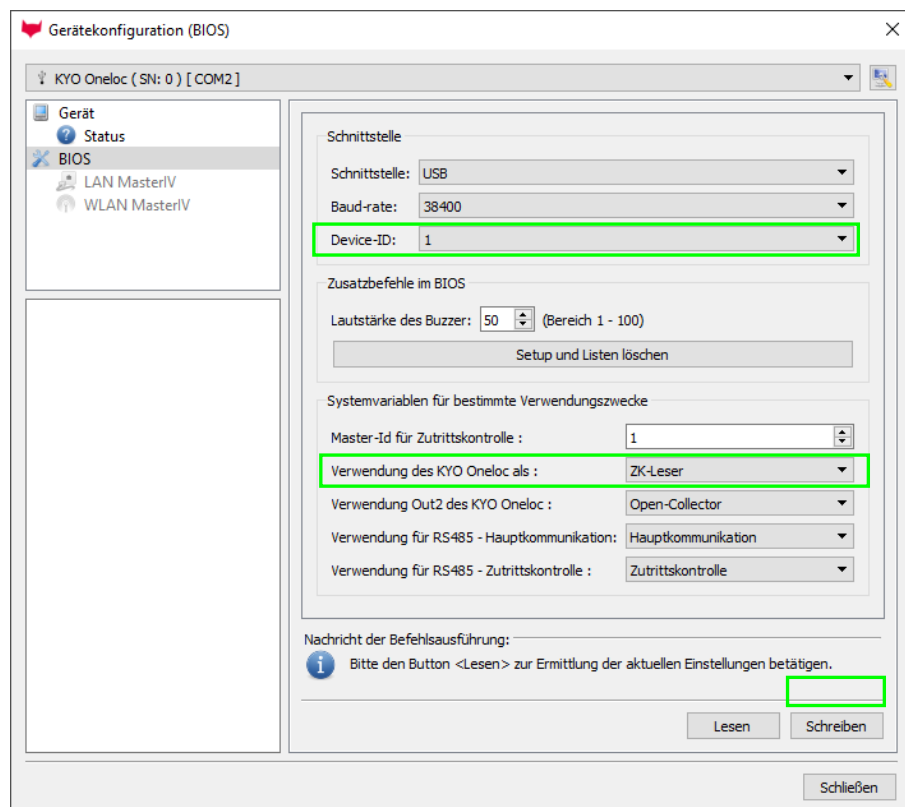 Gerätekonfiguration (BIOS)
KYO Oneloc ( SN: 0 ) [ COM2 ]
Gerät
Status
BIOS
LAN MasterIV
WLAN MasterIV
Schnittstelle
Schnittstelle: USB
Baud-rate: 38400
Device-ID: 1
Zusatzbefehle im BIOS
Lautstärke des Buzzer: 50 (Bereich 1 - 100)
Setup und Listen löschen
Systemvariablen für bestimmte Verwendungszwecke
Master-Id für Zutrittskontrolle : 1
Verwendung des KYO Oneloc als : ZK-Leser
Verwendung Out2 des KYO Oneloc : Open-Collector
Verwendung für RS485 - Hauptkommunikation: Hauptkommunikation
Verwendung für RS485 - Zutrittskontrolle : Zutrittskontrolle
Nachricht der Befehlsausführung:
Bitte den Button <Lesen> zur Ermittlung der aktuellen Einstellungen betätigen.
Lesen Schreiben
Schließen